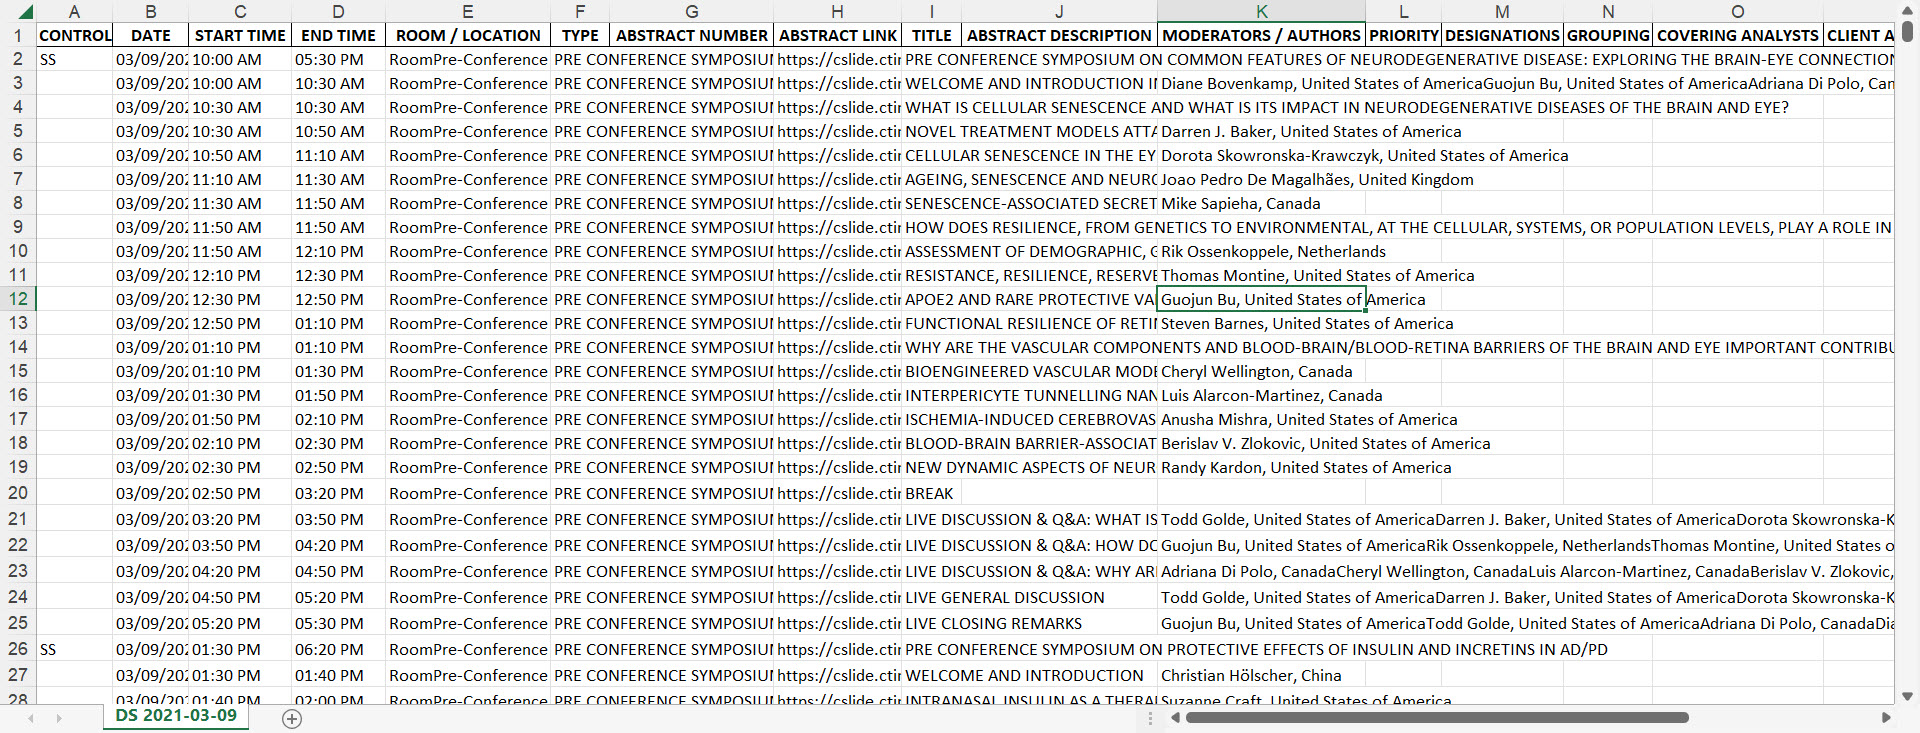 A B C D E F G H I J K L M N O
1 CONTROL DATE START TIME END TIME ROOM / LOCATION TYPE ABSTRACT NUMBER ABSTRACT LINK TITLE ABSTRACT DESCRIPTION MODERATORS / AUTHORS PRIORITY DESIGNATIONS GROUPING COVERING ANALYSTS CLIENT A
2 SS 03/09/202 10:00 AM 05:30 PM RoomPre-Conference PRE CONFERENCE SYMPOSIUM https://cslide.ctir PRE CONFERENCE SYMPOSIUM ON COMMON FEATURES OF NEURODEGENERATIVE DISEASE: EXPLORING THE BRAIN-EYE CONNECTION
3 03/09/202 10:00 AM 10:30 AM RoomPre-Conference PRE CONFERENCE SYMPOSIUM https://cslide.ctir WELCOME AND INTRODUCTION IN Diane Bovenkamp, United States of AmericaGuojun Bu, United States of AmericaAdriana Di Polo, Can
4 03/09/202 10:30 AM 10:30 AM RoomPre-Conference PRE CONFERENCE SYMPOSIUM https://cslide.ctir WHAT IS CELLULAR SENESCENCE AND WHAT IS ITS IMPACT IN NEURODEGENERATIVE DISEASES OF THE BRAIN AND EYE?
5 03/09/202 10:30 AM 10:50 AM RoomPre-Conference PRE CONFERENCE SYMPOSIUM https://cslide.ctir NOVEL TREATMENT MODELS ATTA Darren J. Baker, United States of America
6 03/09/202 10:50 AM 11:10 AM RoomPre-Conference PRE CONFERENCE SYMPOSIUM https://cslide.ctir CELLULAR SENESCENCE IN THE EY Dorota Skowronska-Krawczyk, United States of America
7 03/09/202 11:10 AM 11:30 AM RoomPre-Conference PRE CONFERENCE SYMPOSIUM https://cslide.ctir AGEING, SENESCENCE AND NEURO Joao Pedro De Magalhães, United Kingdom
8 03/09/202 11:30 AM 11:50 AM RoomPre-Conference PRE CONFERENCE SYMPOSIUM https://cslide.ctir SENESCENCE-ASSOCIATED SECRET Mike Sapieha, Canada
9 03/09/202 11:50 AM 11:50 AM RoomPre-Conference PRE CONFERENCE SYMPOSIUM https://cslide.ctir HOW DOES RESILIENCE, FROM GENETICS TO ENVIRONMENTAL, AT THE CELLULAR, SYSTEMS, OR POPULATION LEVELS, PLAY A ROLE IN
10 03/09/202 11:50 AM 12:10 PM RoomPre-Conference PRE CONFERENCE SYMPOSIUM https://cslide.ctir ASSESSMENT OF DEMOGRAPHIC, G Rik Ossenkoppele, Netherlands
11 03/09/202 12:10 PM 12:30 PM RoomPre-Conference PRE CONFERENCE SYMPOSIUM https://cslide.ctir RESISTANCE, RESILIENCE, RESERVE Thomas Montine, United States of America
12 03/09/202 12:30 PM 12:50 PM RoomPre-Conference PRE CONFERENCE SYMPOSIUM https://cslide.ctir APOE2 AND RARE PROTECTIVE VA Guojun Bu, United States of America
13 03/09/202 12:50 PM 01:10 PM RoomPre-Conference PRE CONFERENCE SYMPOSIUM https://cslide.ctir FUNCTIONAL RESILIENCE OF RETIN Steven Barnes, United States of America
14 03/09/202 01:10 PM 01:10 PM RoomPre-Conference PRE CONFERENCE SYMPOSIUM https://cslide.ctir WHY ARE THE VASCULAR COMPONENTS AND BLOOD-BRAIN/BLOOD-RETINA BARRIERS OF THE BRAIN AND EYE IMPORTANT CONTRIBU
15 03/09/202 01:10 PM 01:30 PM RoomPre-Conference PRE CONFERENCE SYMPOSIUM https://cslide.ctir BIOENGINEERED VASCULAR MODE Cheryl Wellington, Canada
16 03/09/202 01:30 PM 01:50 PM RoomPre-Conference PRE CONFERENCE SYMPOSIUM https://cslide.ctir INTERPERICYTE TUNNELLING NAN Luis Alarcon-Martinez, Canada
17 03/09/202 01:50 PM 02:10 PM RoomPre-Conference PRE CONFERENCE SYMPOSIUM https://cslide.ctir ISCHEMIA-INDUCED CEREBROVAS Anusha Mishra, United States of America
18 03/09/202 02:10 PM 02:30 PM RoomPre-Conference PRE CONFERENCE SYMPOSIUM https://cslide.ctir BLOOD-BRAIN BARRIER-ASSOCIAT Berislav V. Zlokovic, United States of America
19 03/09/202 02:30 PM 02:50 PM RoomPre-Conference PRE CONFERENCE SYMPOSIUM https://cslide.ctir NEW DYNAMIC ASPECTS OF NEUR Randy Kardon, United States of America
20 03/09/202 02:50 PM 03:20 PM RoomPre-Conference PRE CONFERENCE SYMPOSIUM https://cslide.ctir BREAK
21 03/09/202 03:20 PM 03:50 PM RoomPre-Conference PRE CONFERENCE SYMPOSIUM https://cslide.ctir LIVE DISCUSSION & Q&A: WHAT IS Todd Golde, United States of AmericaDarren J. Baker, United States of AmericaDorota Skowronska-K
22 03/09/202 03:50 PM 04:20 PM RoomPre-Conference PRE CONFERENCE SYMPOSIUM https://cslide.ctir LIVE DISCUSSION & Q&A: HOW DO Guojun Bu, United States of AmericaRik Ossenkoppele, NetherlandsThomas Montine, United States o
23 03/09/202 04:20 PM 04:50 PM RoomPre-Conference PRE CONFERENCE SYMPOSIUM https://cslide.ctir LIVE DISCUSSION & Q&A: WHY ARE Adriana Di Polo, CanadaCheryl Wellington, CanadaLuis Alarcon-Martinez, CanadaBerislav V. Zlokovic,
24 03/09/202 04:50 PM 05:20 PM RoomPre-Conference PRE CONFERENCE SYMPOSIUM https://cslide.ctir LIVE GENERAL DISCUSSION Todd Golde, United States of AmericaDarren J. Baker, United States of AmericaDorota Skowronska-K
25 03/09/202 05:20 PM 05:30 PM RoomPre-Conference PRE CONFERENCE SYMPOSIUM https://cslide.ctir LIVE CLOSING REMARKS Guojun Bu, United States of AmericaTodd Golde, United States of AmericaAdriana Di Polo, CanadaDia
26 SS 03/09/202 01:30 PM 06:20 PM RoomPre-Conference PRE CONFERENCE SYMPOSIUM https://cslide.ctir PRE CONFERENCE SYMPOSIUM ON PROTECTIVE EFFECTS OF INSULIN AND INCRETINS IN AD/PD
27 03/09/202 01:30 PM 01:40 PM RoomPre-Conference PRE CONFERENCE SYMPOSIUM https://cslide.ctir WELCOME AND INTRODUCTION Christian Hölscher, China
28 03/09/202 01:40 PM 02:00 PM RoomPre-Conference PRE CONFERENCE SYMPOSIUM https://cslide.ctir INTRANASAL INSULIN AS A THERA Suzanne Craft, United States of America
DS 2021-03-09